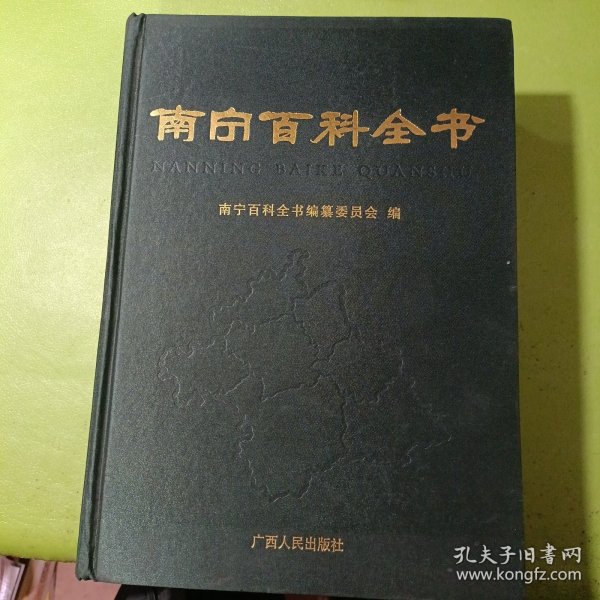 南宁百科全书
NANNING BAIKE QUANSHU
南宁百科全书编纂委员会 编
广西人民出版社
孔夫子旧书网
www.kongfz.com